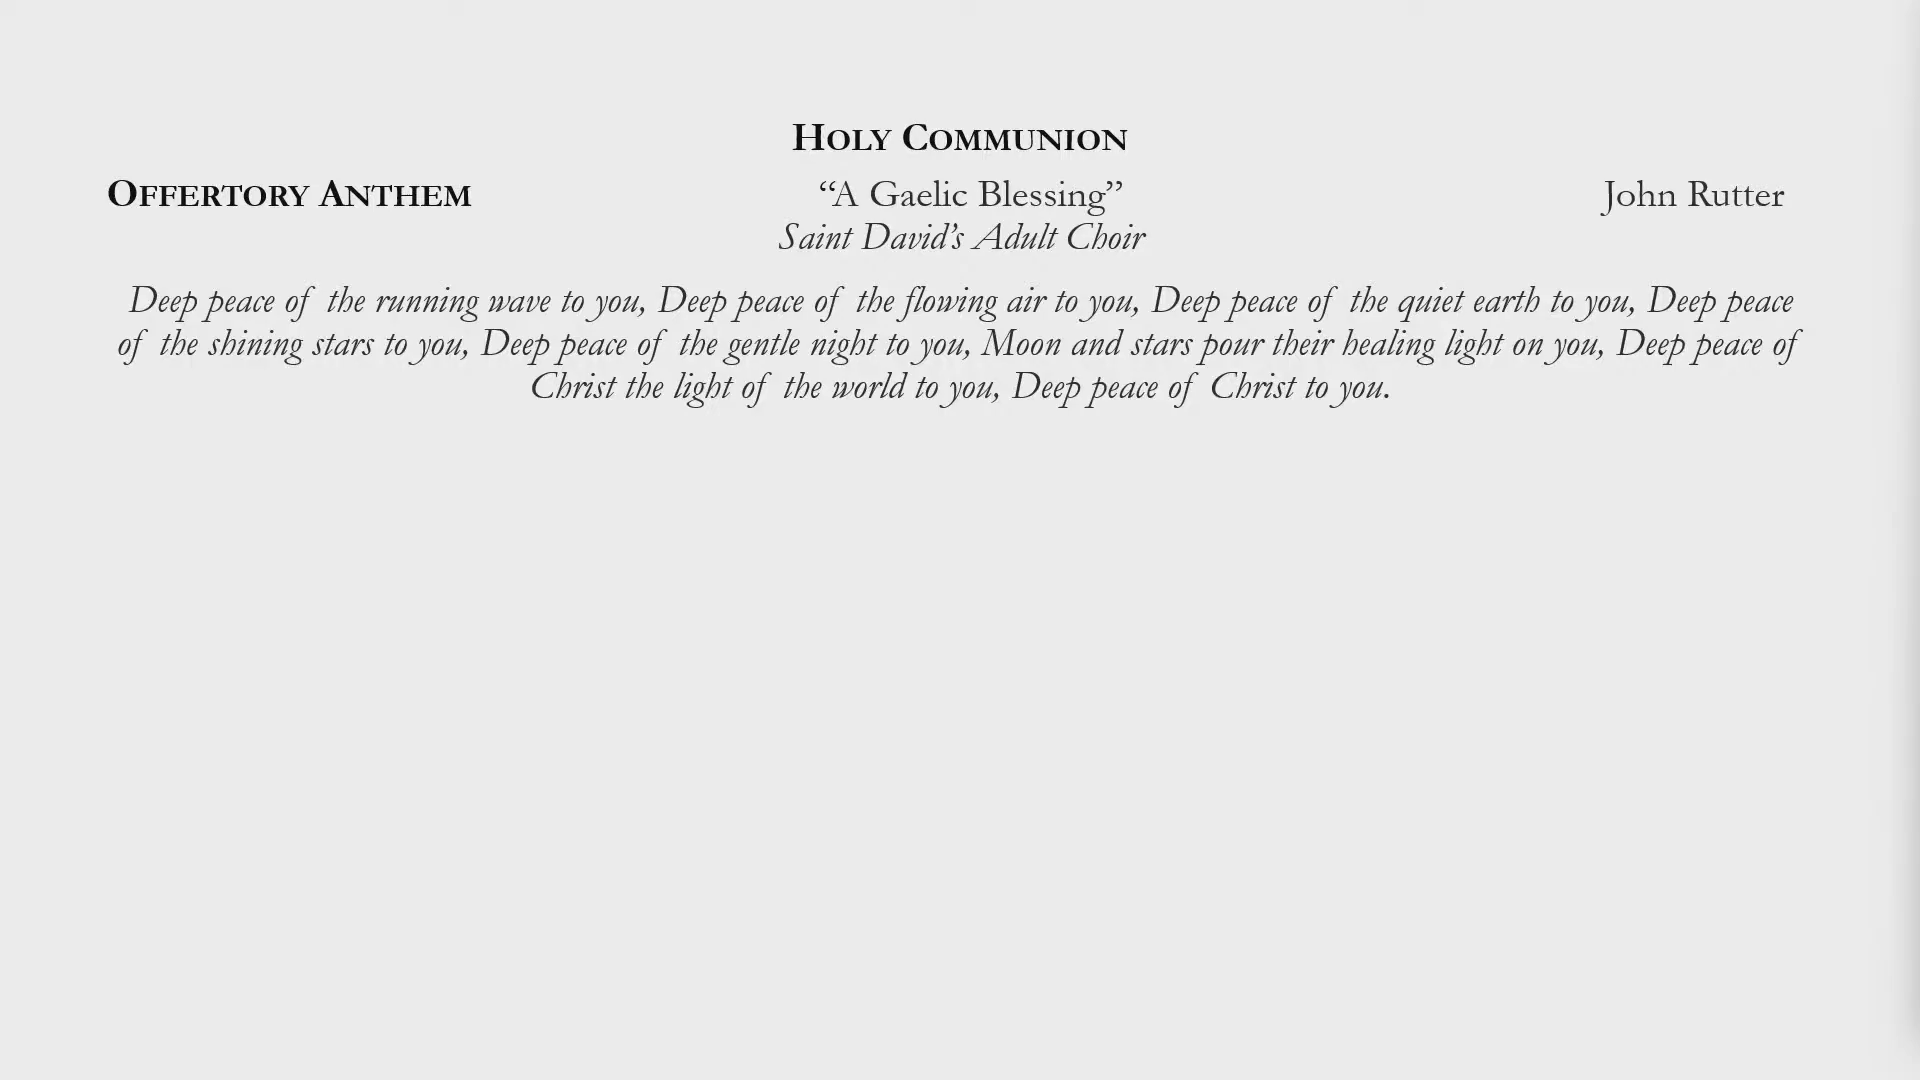 Holy Communion
Offertory Anthem “A Gaelic Blessing” John Rutter
Saint David’s Adult Choir
Deep peace of the running wave to you, Deep peace of the flowing air to you, Deep peace of the quiet earth to you, Deep peace
of the shining stars to you, Deep peace of the gentle night to you, Moon and stars pour their healing light on you, Deep peace of
Christ the light of the world to you, Deep peace of Christ to you.